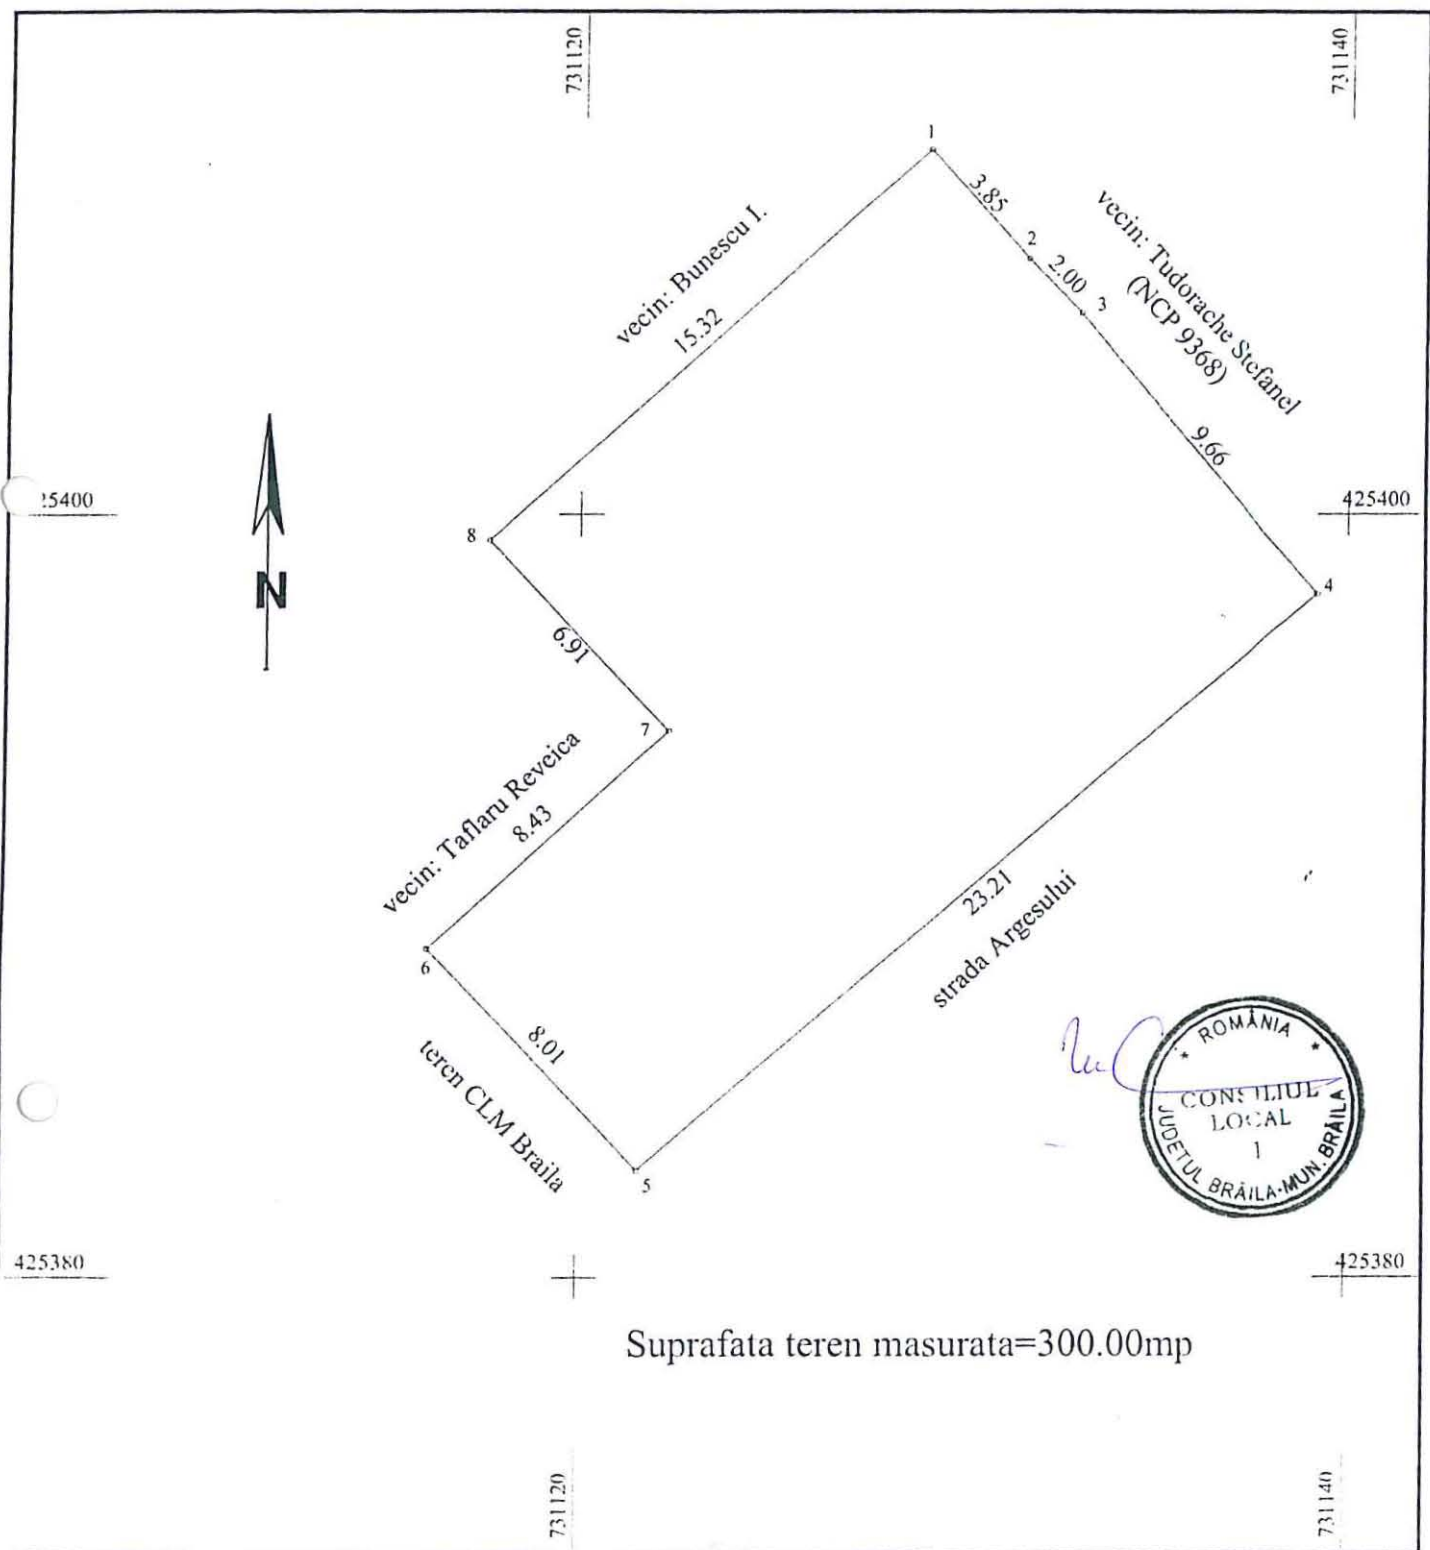 731120
731140
1
3.85
vecin: Tudorache Stefanel
(NCP 9368)
2
2.00
3
vecin: Bunescu I.
15.32
9.66
25400
425400
8
N
4
6.91
7
vecin: Taflaru Reveica
8.43
23.21
strada Argesului
6
8.01
teren CLM Braila
5
ROMÂNIA
CONSILIUL
LOCAL
1
JUDEȚUL BRĂILA-MUN. BRĂILA
425380
425380
Suprafata teren masurata=300.00mp
731120
731140